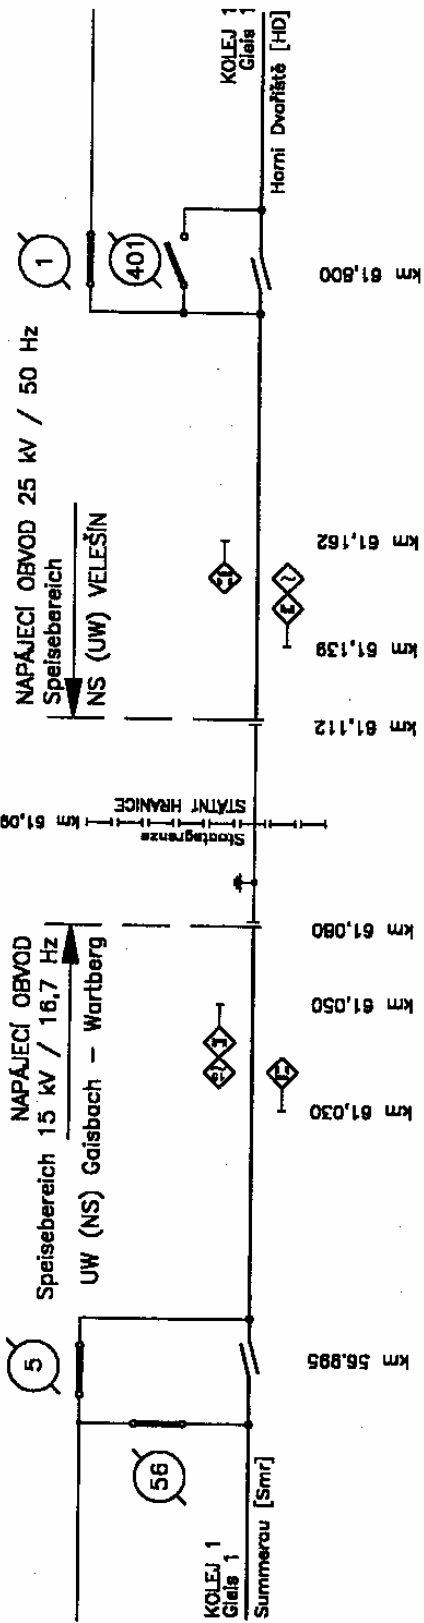 5
56
KOLEJ 1
Gleis 1
Summerau [Smr]
km 56.995
NAPÁJECÍ OBVOD
Speisebereich 15 kV / 16,7 Hz
UW (NS) Gaisbach – Wartberg
km 61,030
km 61,050
km 61,080
km 61,09
Staatsgrenze
STÁTNÍ HRANICE
NAPÁJECÍ OBVOD 25 kV / 50 Hz
Speisebereich
NS (UW) VELEŠÍN
km 61,112
km 61,139
km 61,162
~
1
401
km 61,800
KOLEJ 1
Gleis 1
Horní Dvořiště [HD]